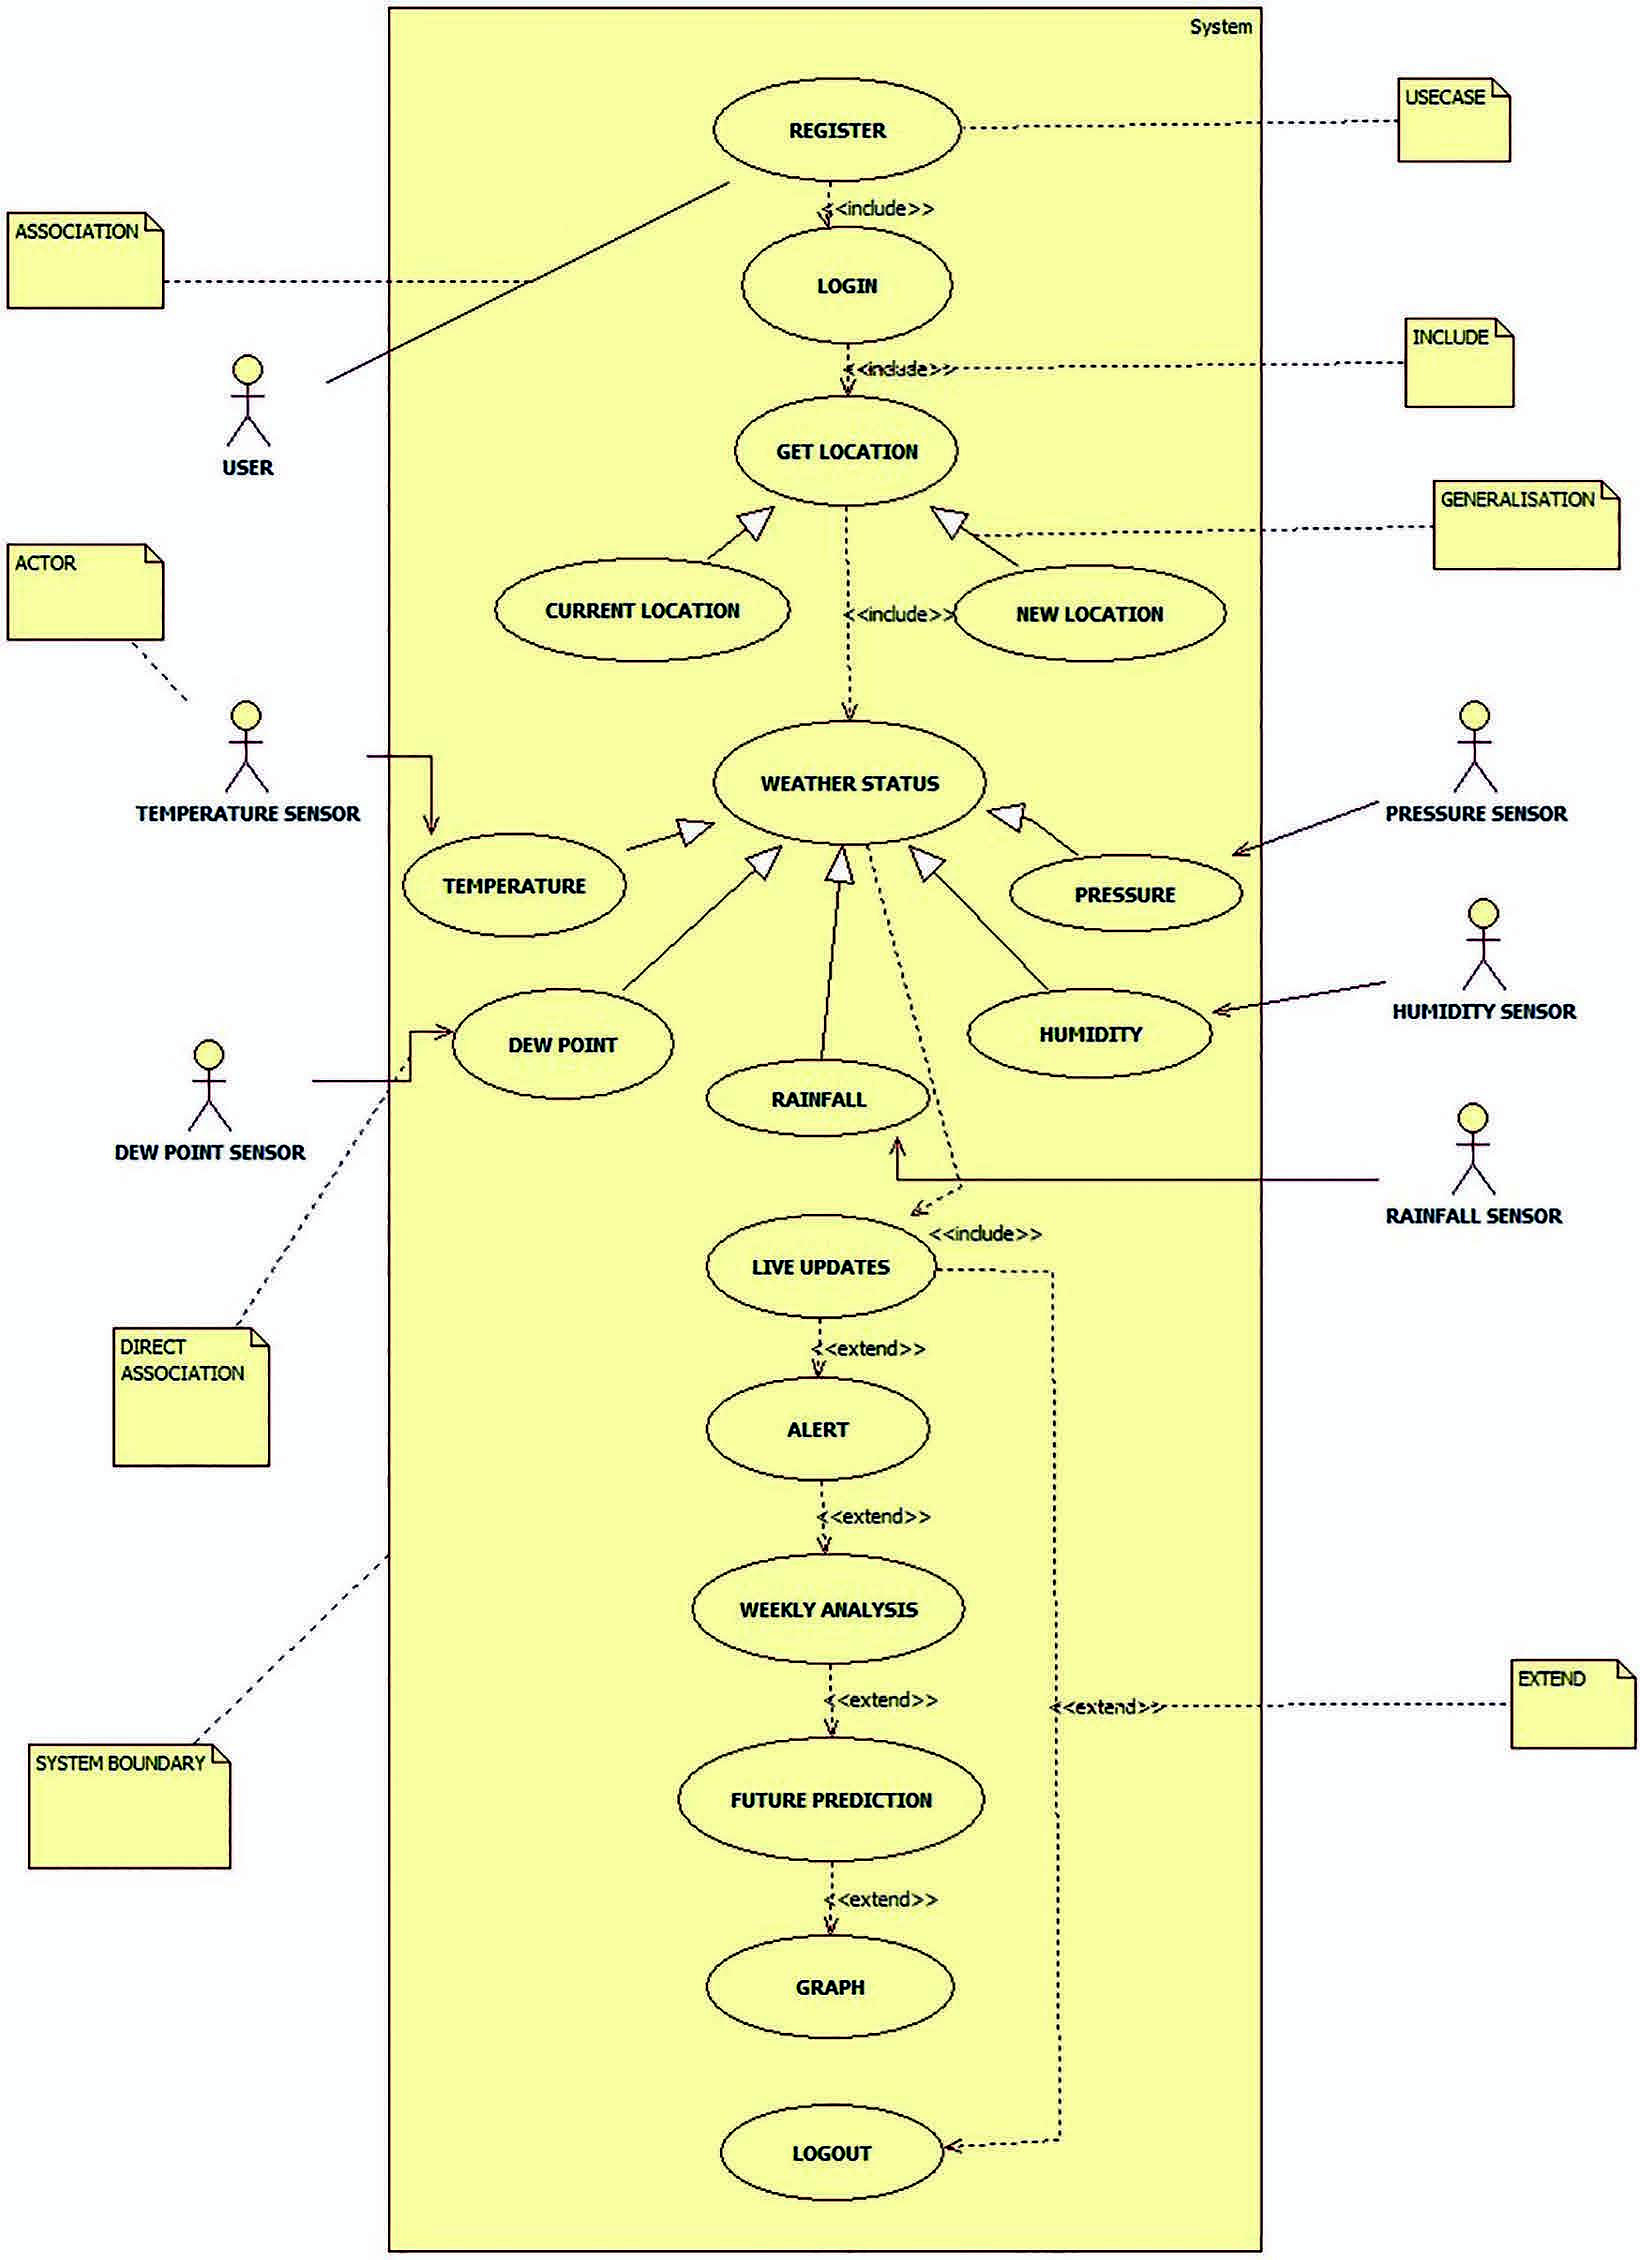 System
REGISTER
USECASE
<<include>>
ASSOCIATION
LOGIN
INCLUDE
<<include>>
GET LOCATION
USER
GENERALISATION
ACTOR
CURRENT LOCATION
<<include>>
NEW LOCATION
WEATHER STATUS
TEMPERATURE SENSOR
PRESSURE SENSOR
TEMPERATURE
PRESSURE
HUMIDITY SENSOR
DEW POINT
HUMIDITY
RAINFALL
DEW POINT SENSOR
RAINFALL SENSOR
<<include>>
LIVE UPDATES
DIRECT
ASSOCIATION
<<extend>>
ALERT
<<extend>>
WEEKLY ANALYSIS
EXTEND
<<extend>>
<<extend>>
SYSTEM BOUNDARY
FUTURE PREDICTION
<<extend>>
GRAPH
LOGOUT